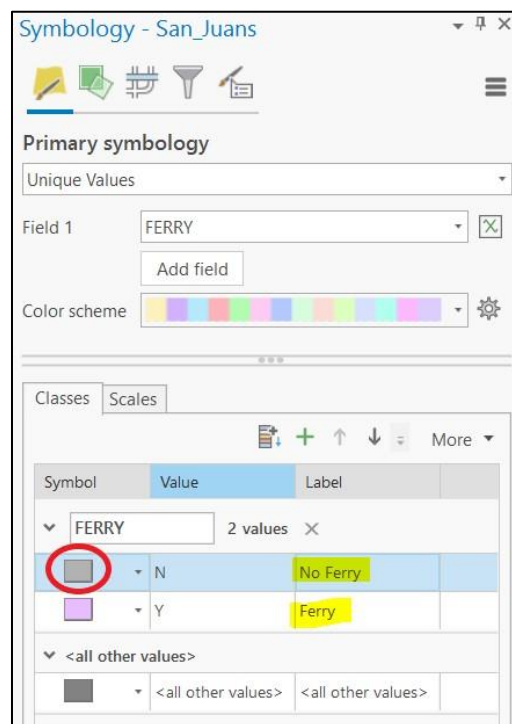 Symbology - San_Juans
Primary symbology
Unique Values
Field 1 FERRY
Add field
Color scheme
Classes Scales
More
Symbol Value Label
FERRY 2 values
N No Ferry
Y Ferry
<all other values>
<all other values> <all other values>